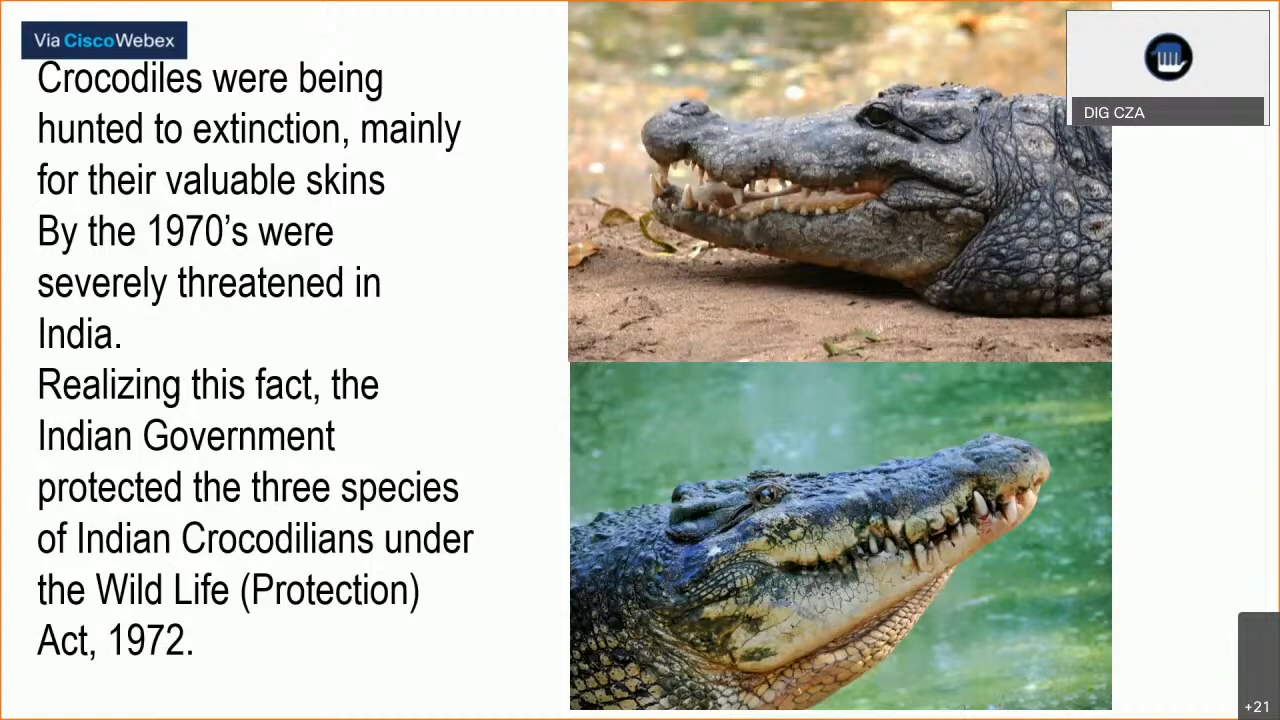 Via CiscoWebex
Crocodiles were being
hunted to extinction, mainly
for their valuable skins
By the 1970’s were
severely threatened in
India.
Realizing this fact, the
Indian Government
protected the three species
of Indian Crocodilians under
the Wild Life (Protection)
Act, 1972.
DIG CZA
+21